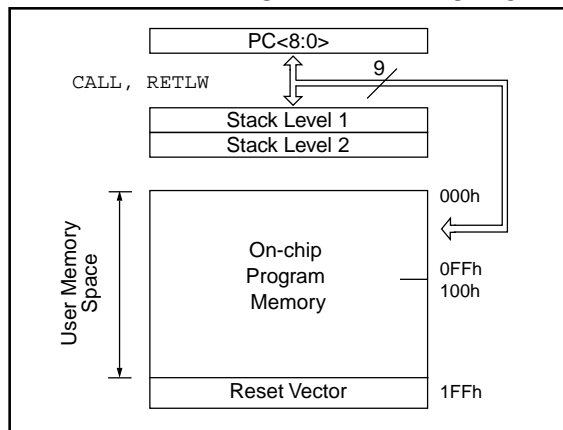 PC<8:0>
CALL, RETLW
9
Stack Level 1
Stack Level 2
000h
User Memory
Space
On-chip
Program
Memory
0FFh
100h
Reset Vector
1FFh